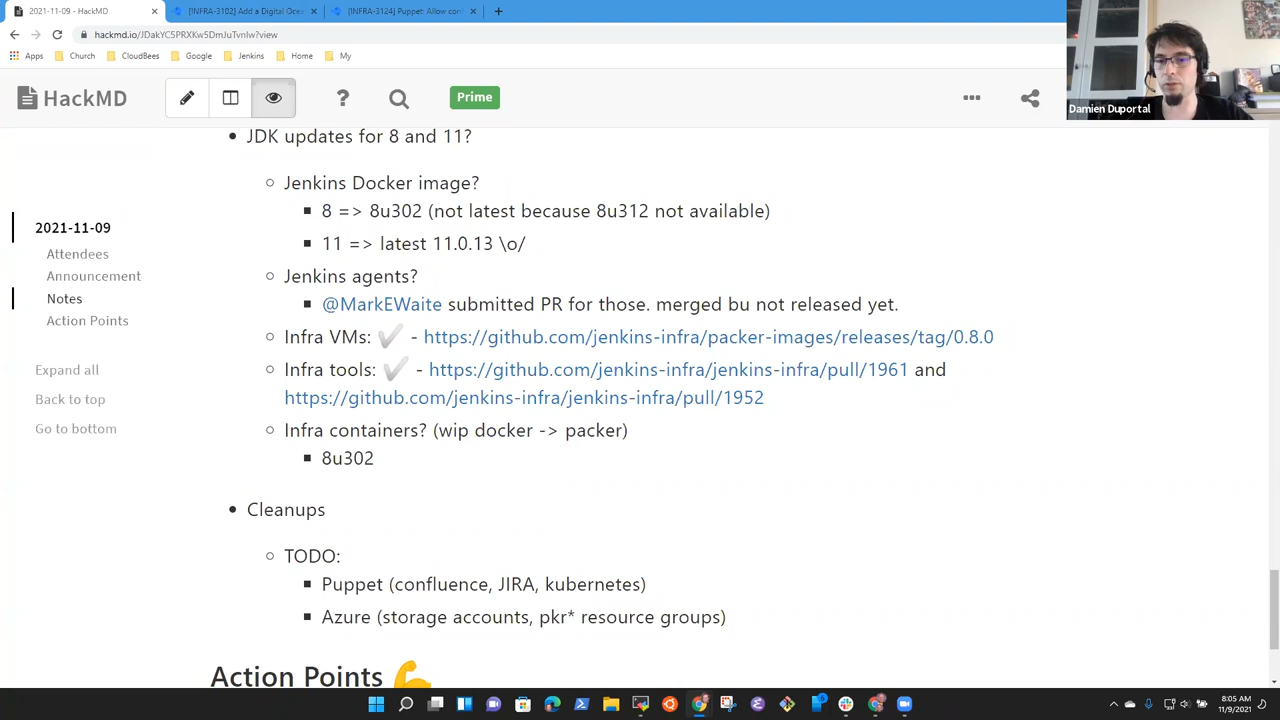 2021-11-09 - HackMD
[INFRA-3102] Add a Digital Ocea
[INFRA-3124] Puppet: Allow conf
hackmd.io/JDakYC5PRXKw5DmJuTvnIw?view
Apps
Church
CloudBees
Google
Jenkins
Home
My
HackMD
Prime
Damien Duportal
2021-11-09
Attendees
Announcement
Notes
Action Points
Expand all
Back to top
Go to bottom
JDK updates for 8 and 11?
Jenkins Docker image?
8 => 8u302 (not latest because 8u312 not available)
11 => latest 11.0.13 \o/
Jenkins agents?
@MarkEWaite submitted PR for those. merged bu not released yet.
Infra VMs: ✔ - https://github.com/jenkins-infra/packer-images/releases/tag/0.8.0
Infra tools: ✔ - https://github.com/jenkins-infra/jenkins-infra/pull/1961 and
https://github.com/jenkins-infra/jenkins-infra/pull/1952
Infra containers? (wip docker -> packer)
8u302
Cleanups
TODO:
Puppet (confluence, JIRA, kubernetes)
Azure (storage accounts, pkr* resource groups)
Action Points 💪
8:05 AM
11/9/2021